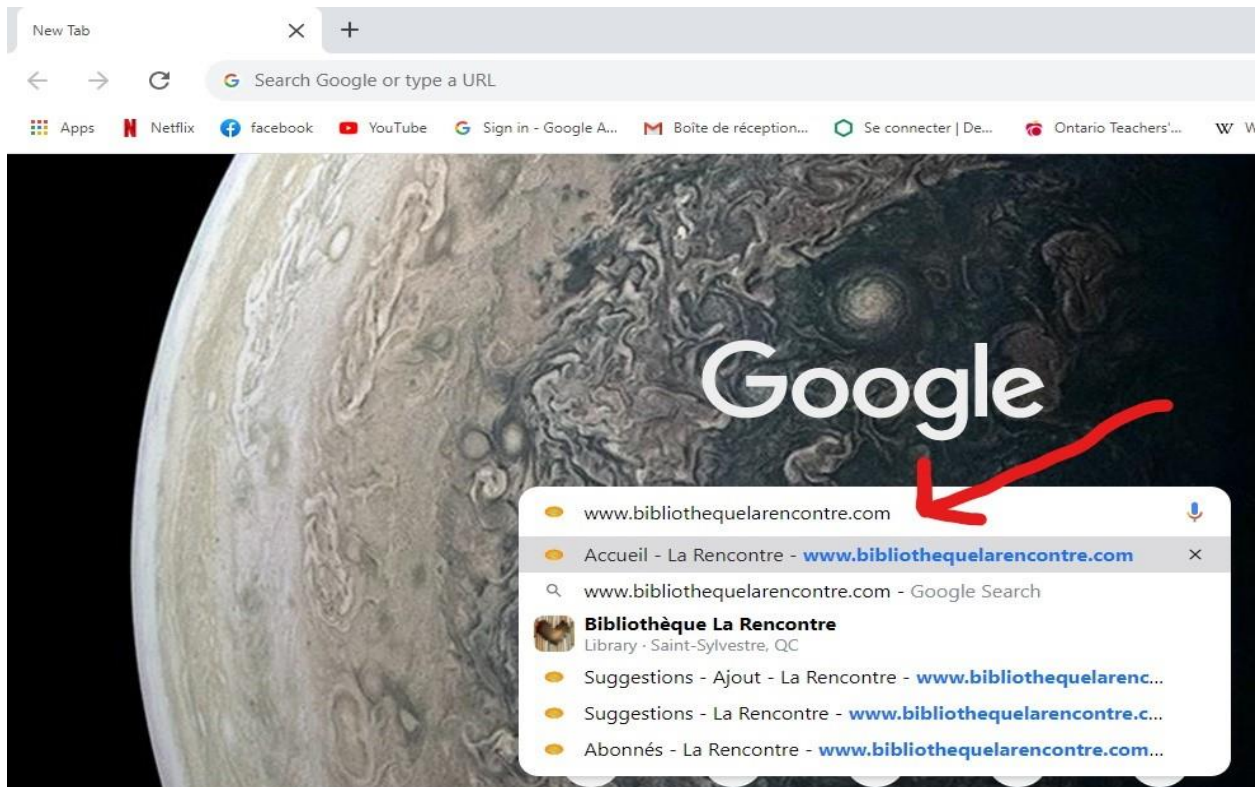 New Tab
Search Google or type a URL
Apps Netflix facebook YouTube Sign in - Google A... Boîte de réception... Se connecter | De... Ontario Teachers'... W
Google
www.bibliothequelarencontre.com
Accueil - La Rencontre - www.bibliothequelarencontre.com
www.bibliothequelarencontre.com - Google Search
Bibliothèque La Rencontre
Library · Saint-Sylvestre, QC
Suggestions - Ajout - La Rencontre - www.bibliothequelarenc...
Suggestions - La Rencontre - www.bibliothequelarencontre.c...
Abonnés - La Rencontre - www.bibliothequelarencontre.com...